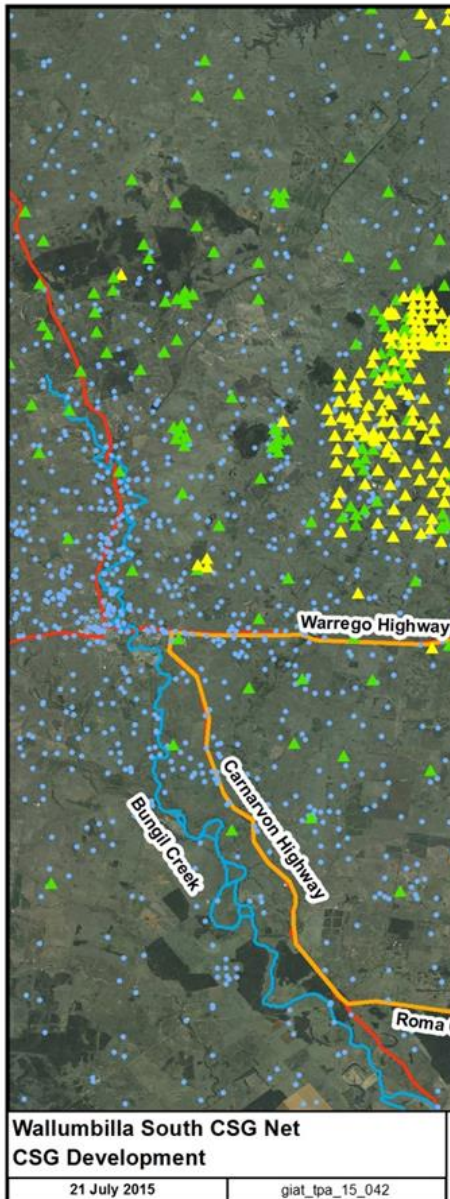 Warrego Highway
Carnarvon Highway
Bungil Creek
Roma
Wallumbilla South CSG Net
CSG Development
21 July 2015
giat_tpa_15_042